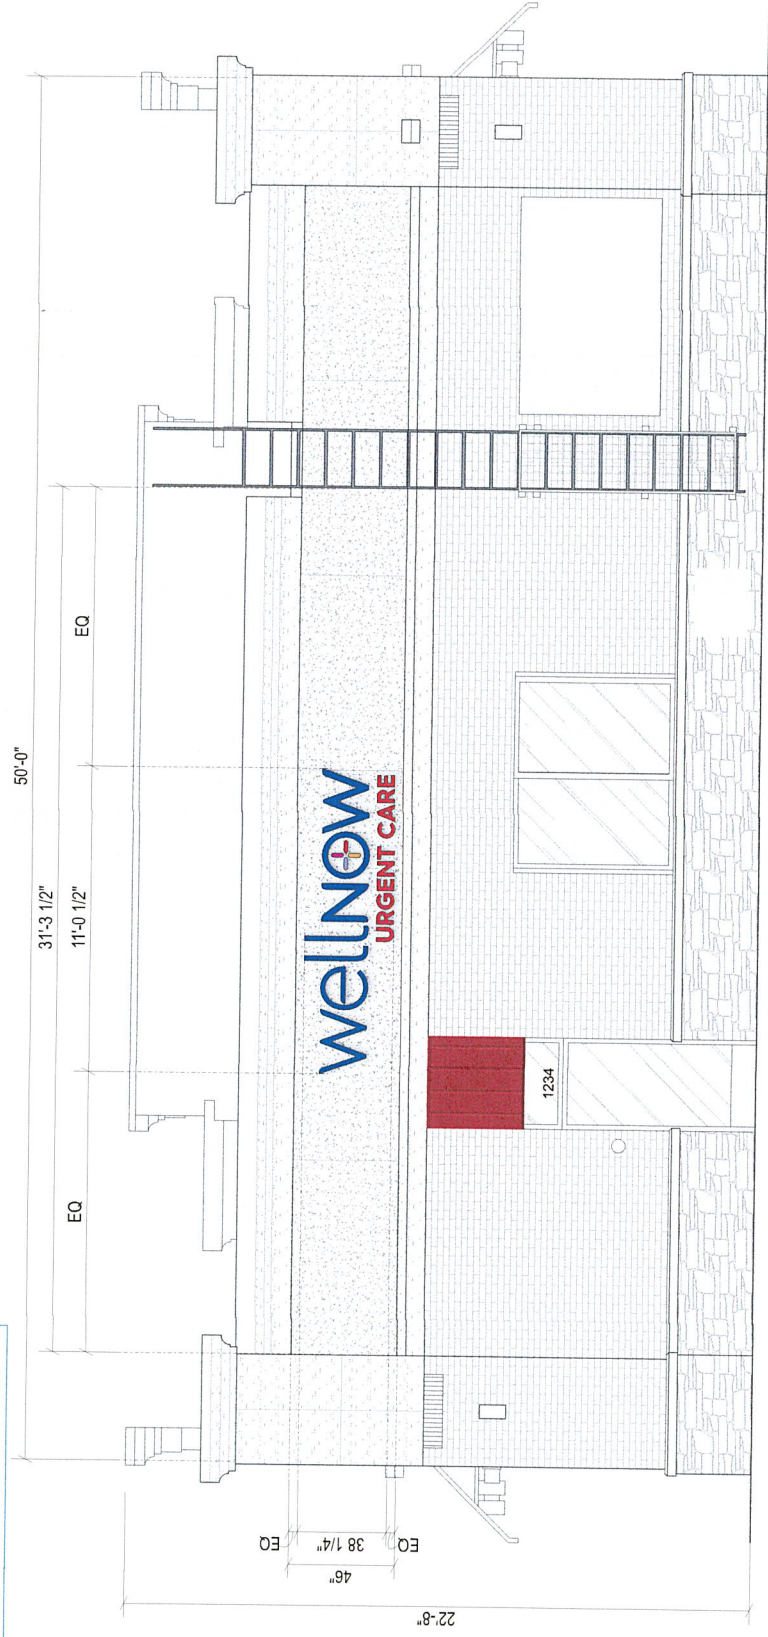 50'-0"
31'-3 1/2"
EQ
11'-0 1/2"
EQ
wellnow
URGENT CARE
1234
EQ
38 1/4"
EQ
46"
22'-8"